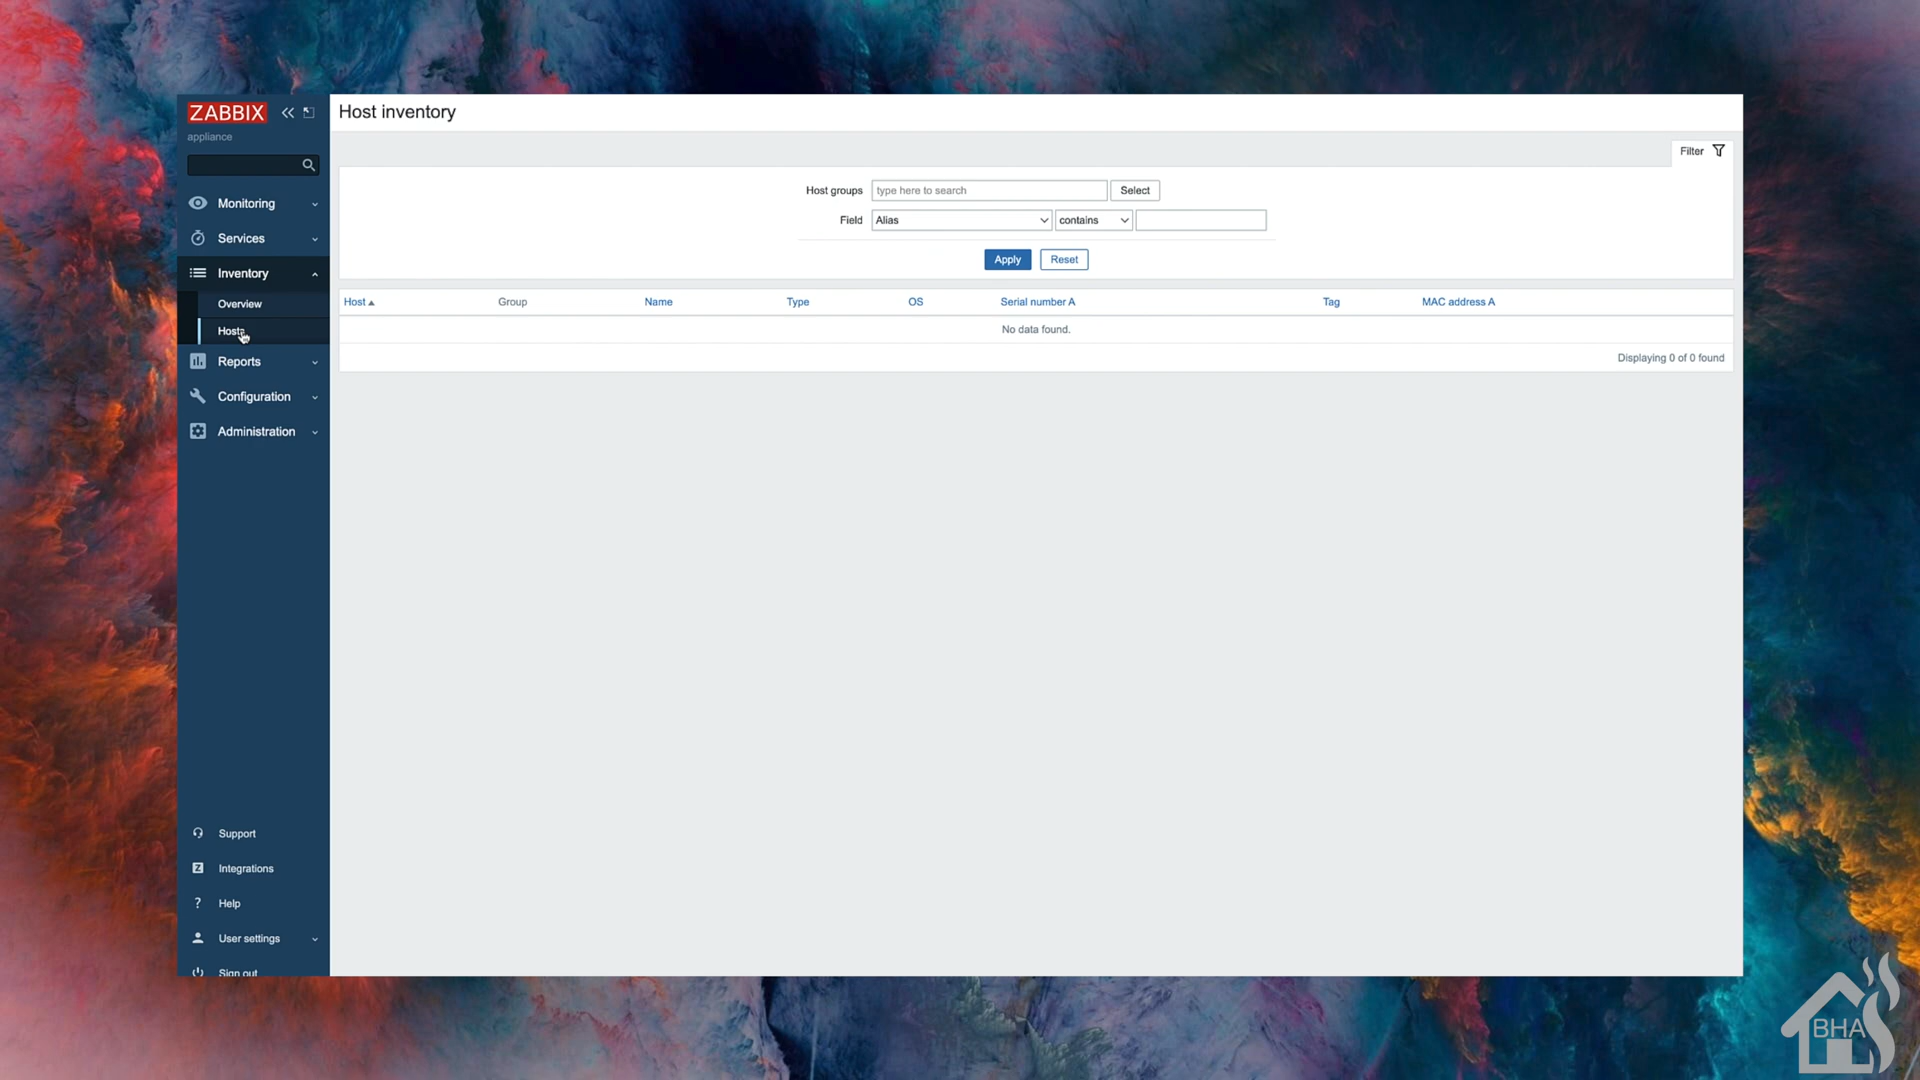 ZABBIX
appliance
Monitoring
Services
Inventory
Overview
Hosts
Reports
Configuration
Administration
Support
Integrations
? Help
User settings
Sign out
Host inventory
Filter
Host groups type here to search Select
Field Alias contains
Apply Reset
Host Group Name Type OS Serial number A Tag MAC address A
No data found.
Displaying 0 of 0 found
BHA